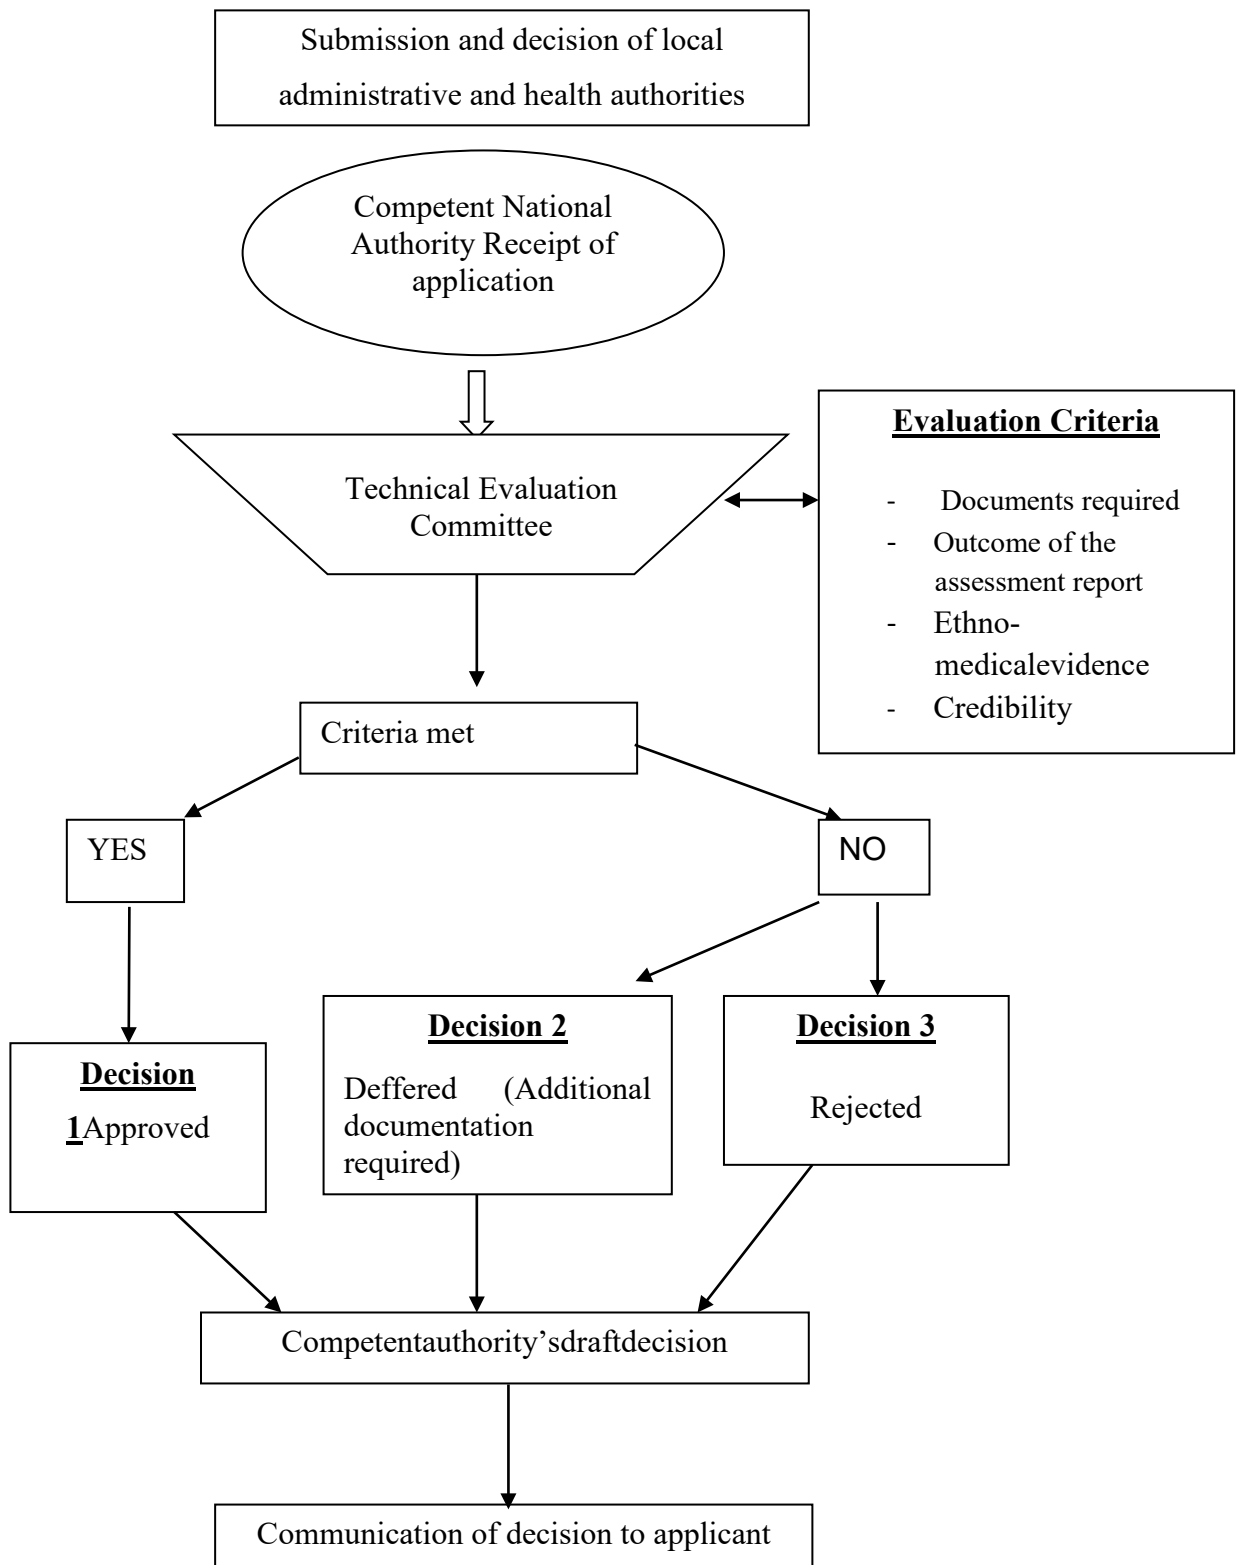 Submission and decision of local
administrative and health authorities
Competent National
Authority Receipt of
application
Technical Evaluation
Committee
Evaluation Criteria
- Documents required
- Outcome of the
assessment report
- Ethno-
medicalevidence
- Credibility
Criteria met
YES
NO
Decision
1Approved
Decision 2
Deffered (Additional
documentation
required)
Decision 3
Rejected
Competentauthority’sdraftdecision
Communication of decision to applicant